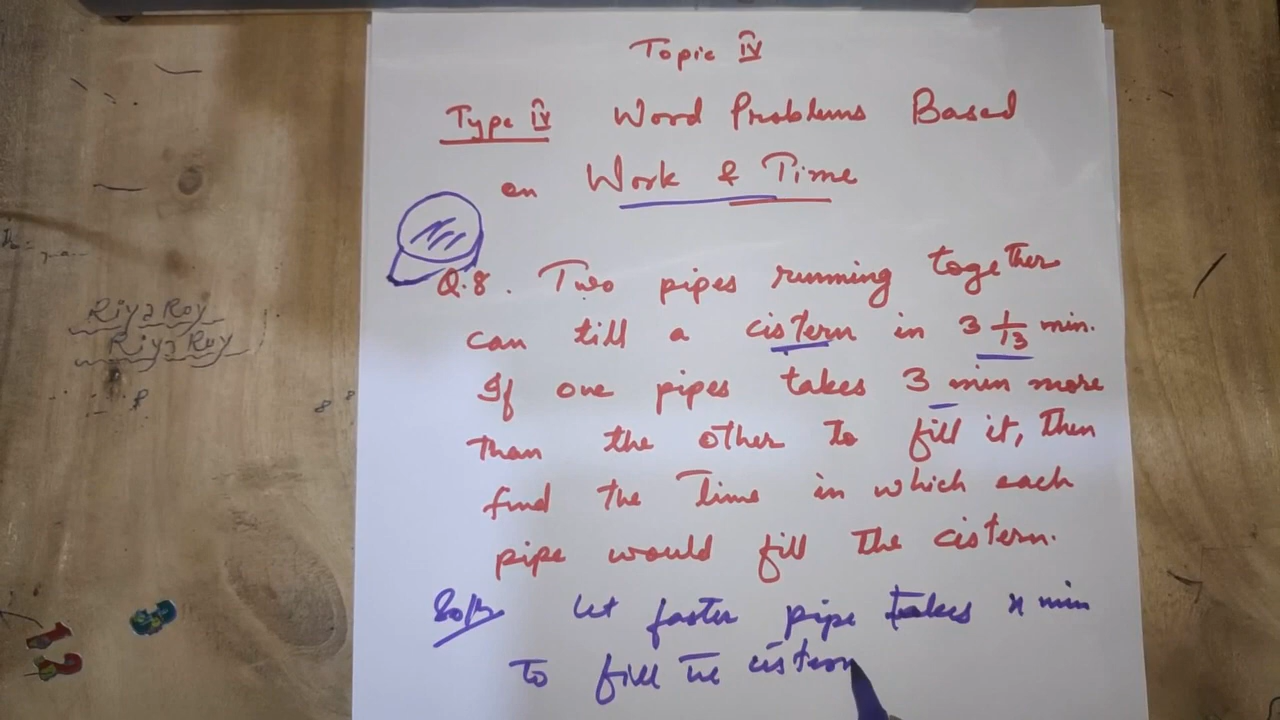 Topic IV
Type IV Word Problems Based
on Work & Time
Q.8. Two pipes running together
can till a cistern in 3 1/13 min.
If one pipes takes 3 min more
than the other to fill it, then
find the Time in which each
pipe would fill the cistern.
Soln Let faster pipe takes x min
to fill the cistern
Riya Roy
Riya Roy